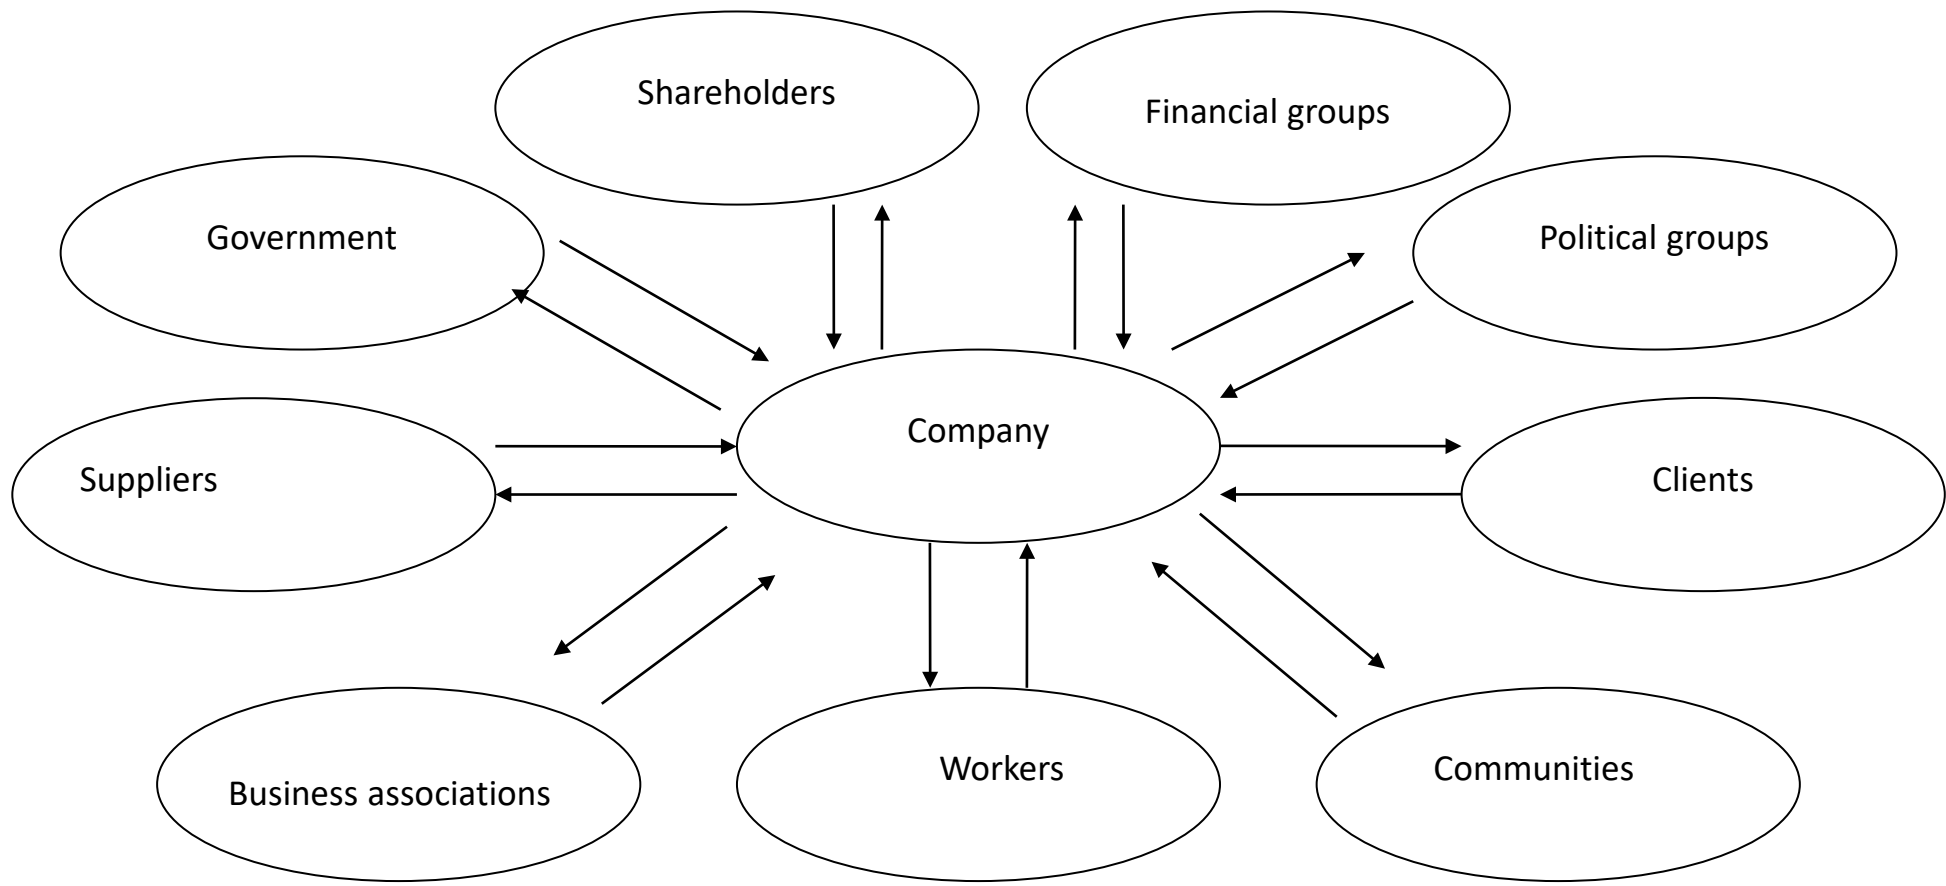 Shareholders
Financial groups
Government
Political groups
Company
Suppliers
Clients
Business associations
Workers
Communities